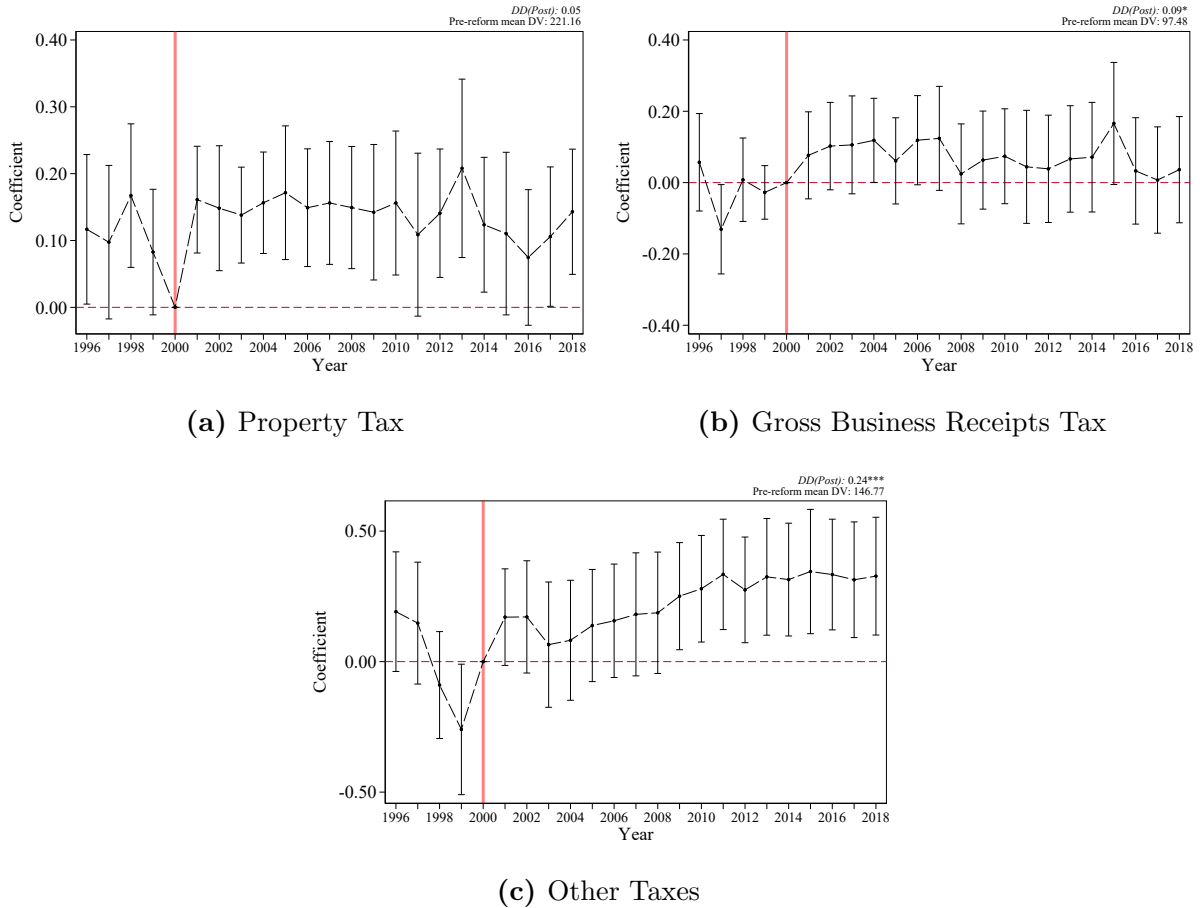 DD(Post): 0.05
Pre-reform mean DV: 221.16
0.40
0.30
0.20
0.10
0.00
Coefficient
1996 1998 2000 2002 2004 2006 2008 2010 2012 2014 2016 2018
Year
(a) Property Tax
DD(Post): 0.09*
Pre-reform mean DV: 97.48
0.40
0.20
0.00
-0.20
-0.40
Coefficient
1996 1998 2000 2002 2004 2006 2008 2010 2012 2014 2016 2018
Year
(b) Gross Business Receipts Tax
DD(Post): 0.24***
Pre-reform mean DV: 146.77
0.50
0.00
-0.50
Coefficient
1996 1998 2000 2002 2004 2006 2008 2010 2012 2014 2016 2018
Year
(c) Other Taxes